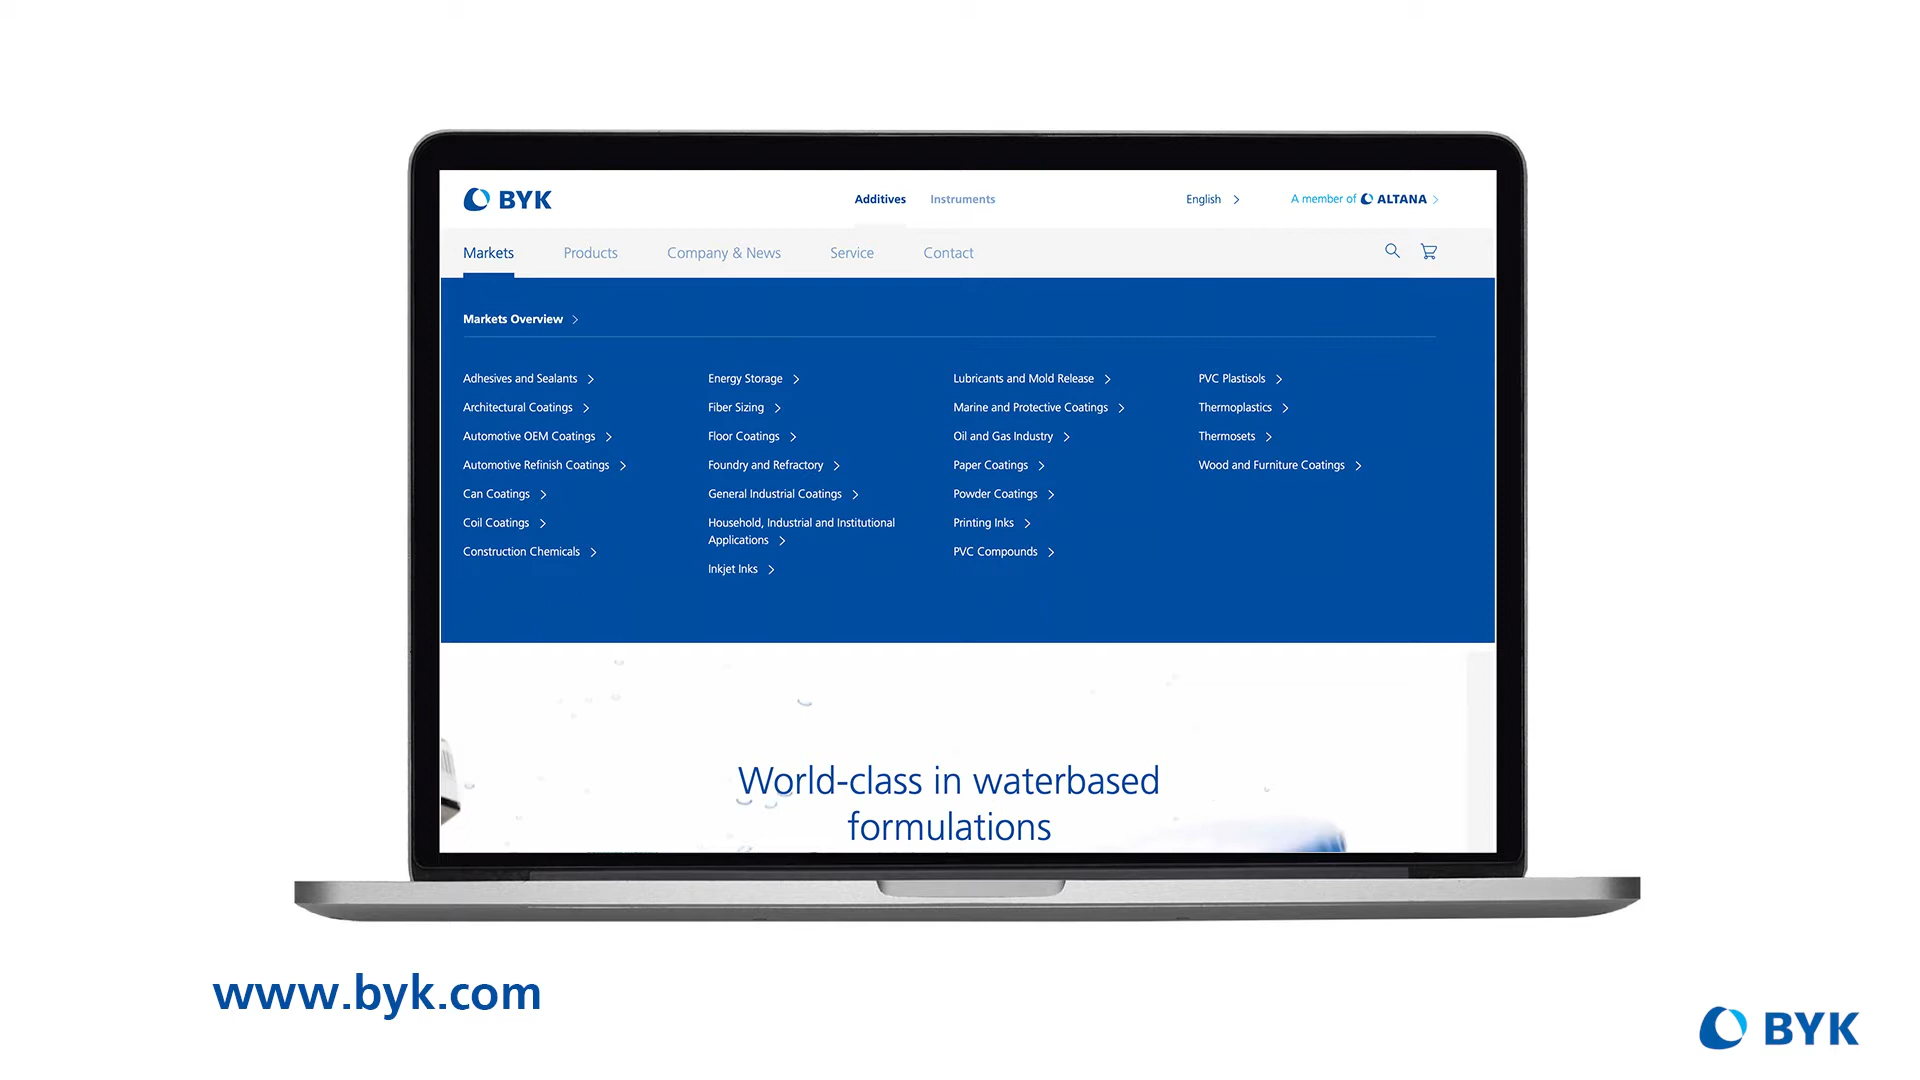 BYK
Additives
Instruments
English
A member of ALTANA
Markets
Products
Company & News
Service
Contact
Markets Overview
Adhesives and Sealants
Architectural Coatings
Automotive OEM Coatings
Automotive Refinish Coatings
Can Coatings
Coil Coatings
Construction Chemicals
Energy Storage
Fiber Sizing
Floor Coatings
Foundry and Refractory
General Industrial Coatings
Household, Industrial and Institutional
Applications
Inkjet Inks
Lubricants and Mold Release
Marine and Protective Coatings
Oil and Gas Industry
Paper Coatings
Powder Coatings
Printing Inks
PVC Compounds
PVC Plastisols
Thermoplastics
Thermosets
Wood and Furniture Coatings
World-class in waterbased
formulations
www.byk.com
BYK